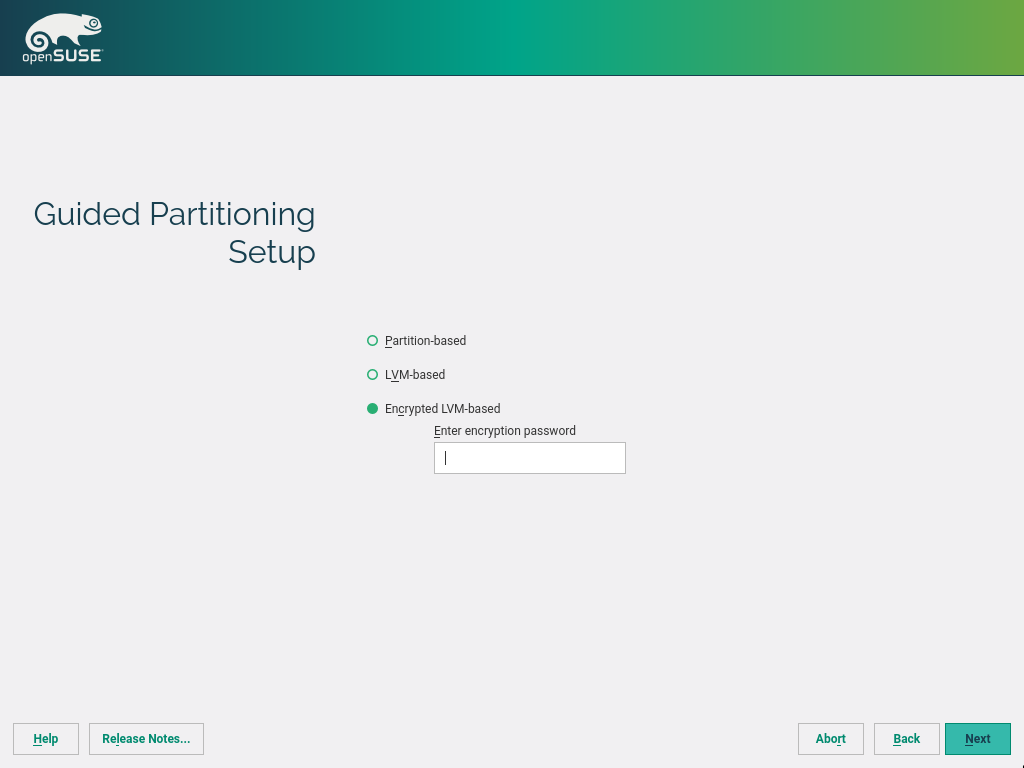 openSUSE
Guided Partitioning
Setup
Partition-based
LVM-based
Encrypted LVM-based
Enter encryption password
Help
Release Notes...
Abort
Back
Next